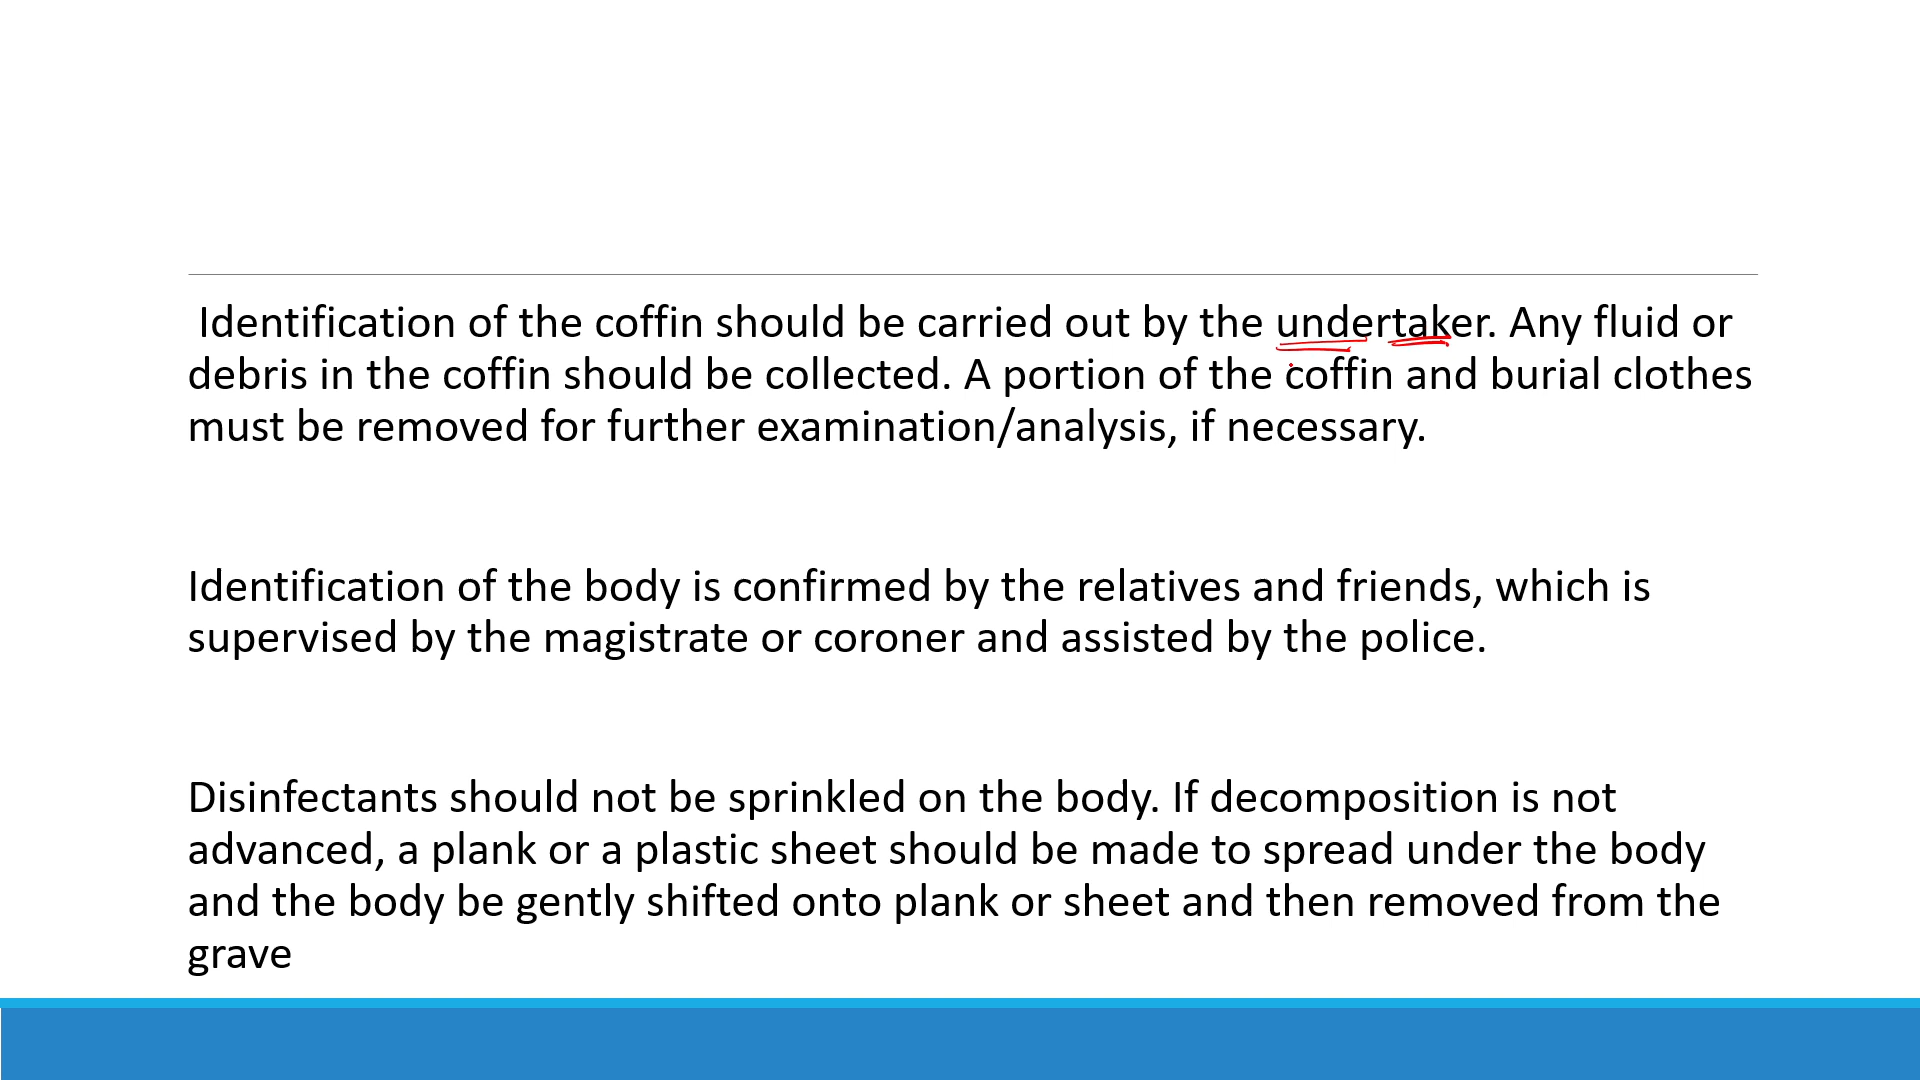 Identification of the coffin should be carried out by the undertaker. Any fluid or
debris in the coffin should be collected. A portion of the coffin and burial clothes
must be removed for further examination/analysis, if necessary.
Identification of the body is confirmed by the relatives and friends, which is
supervised by the magistrate or coroner and assisted by the police.
Disinfectants should not be sprinkled on the body. If decomposition is not
advanced, a plank or a plastic sheet should be made to spread under the body
and the body be gently shifted onto plank or sheet and then removed from the
grave